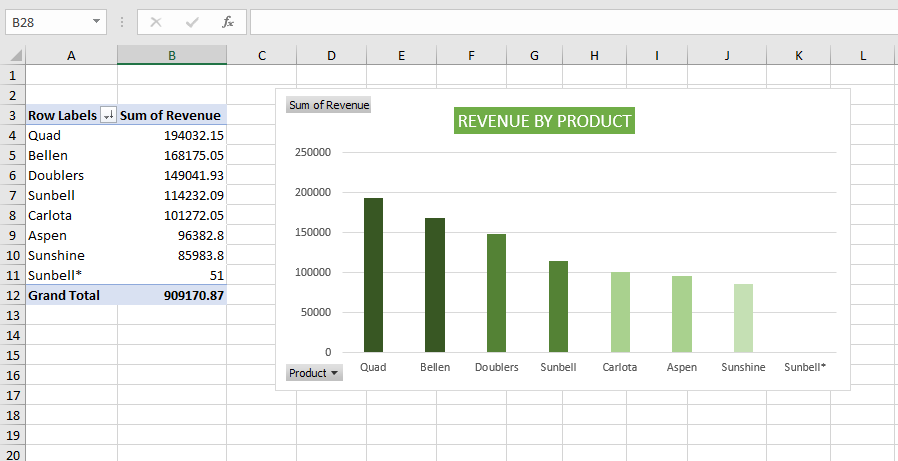 B28
fx
A B C D E F G H I J K L
1
2
3 Row Labels Sum of Revenue
4 Quad 194032.15
5 Bellen 168175.05
6 Doublers 149041.93
7 Sunbell 114232.09
8 Carlota 101272.05
9 Aspen 96382.8
10 Sunshine 85983.8
11 Sunbell* 51
12 Grand Total 909170.87
13
14
15
16
17
18
19
20
Sum of Revenue
REVENUE BY PRODUCT
250000
200000
150000
100000
50000
0
Quad Bellen Doublers Sunbell Carlota Aspen Sunshine Sunbell*
Product